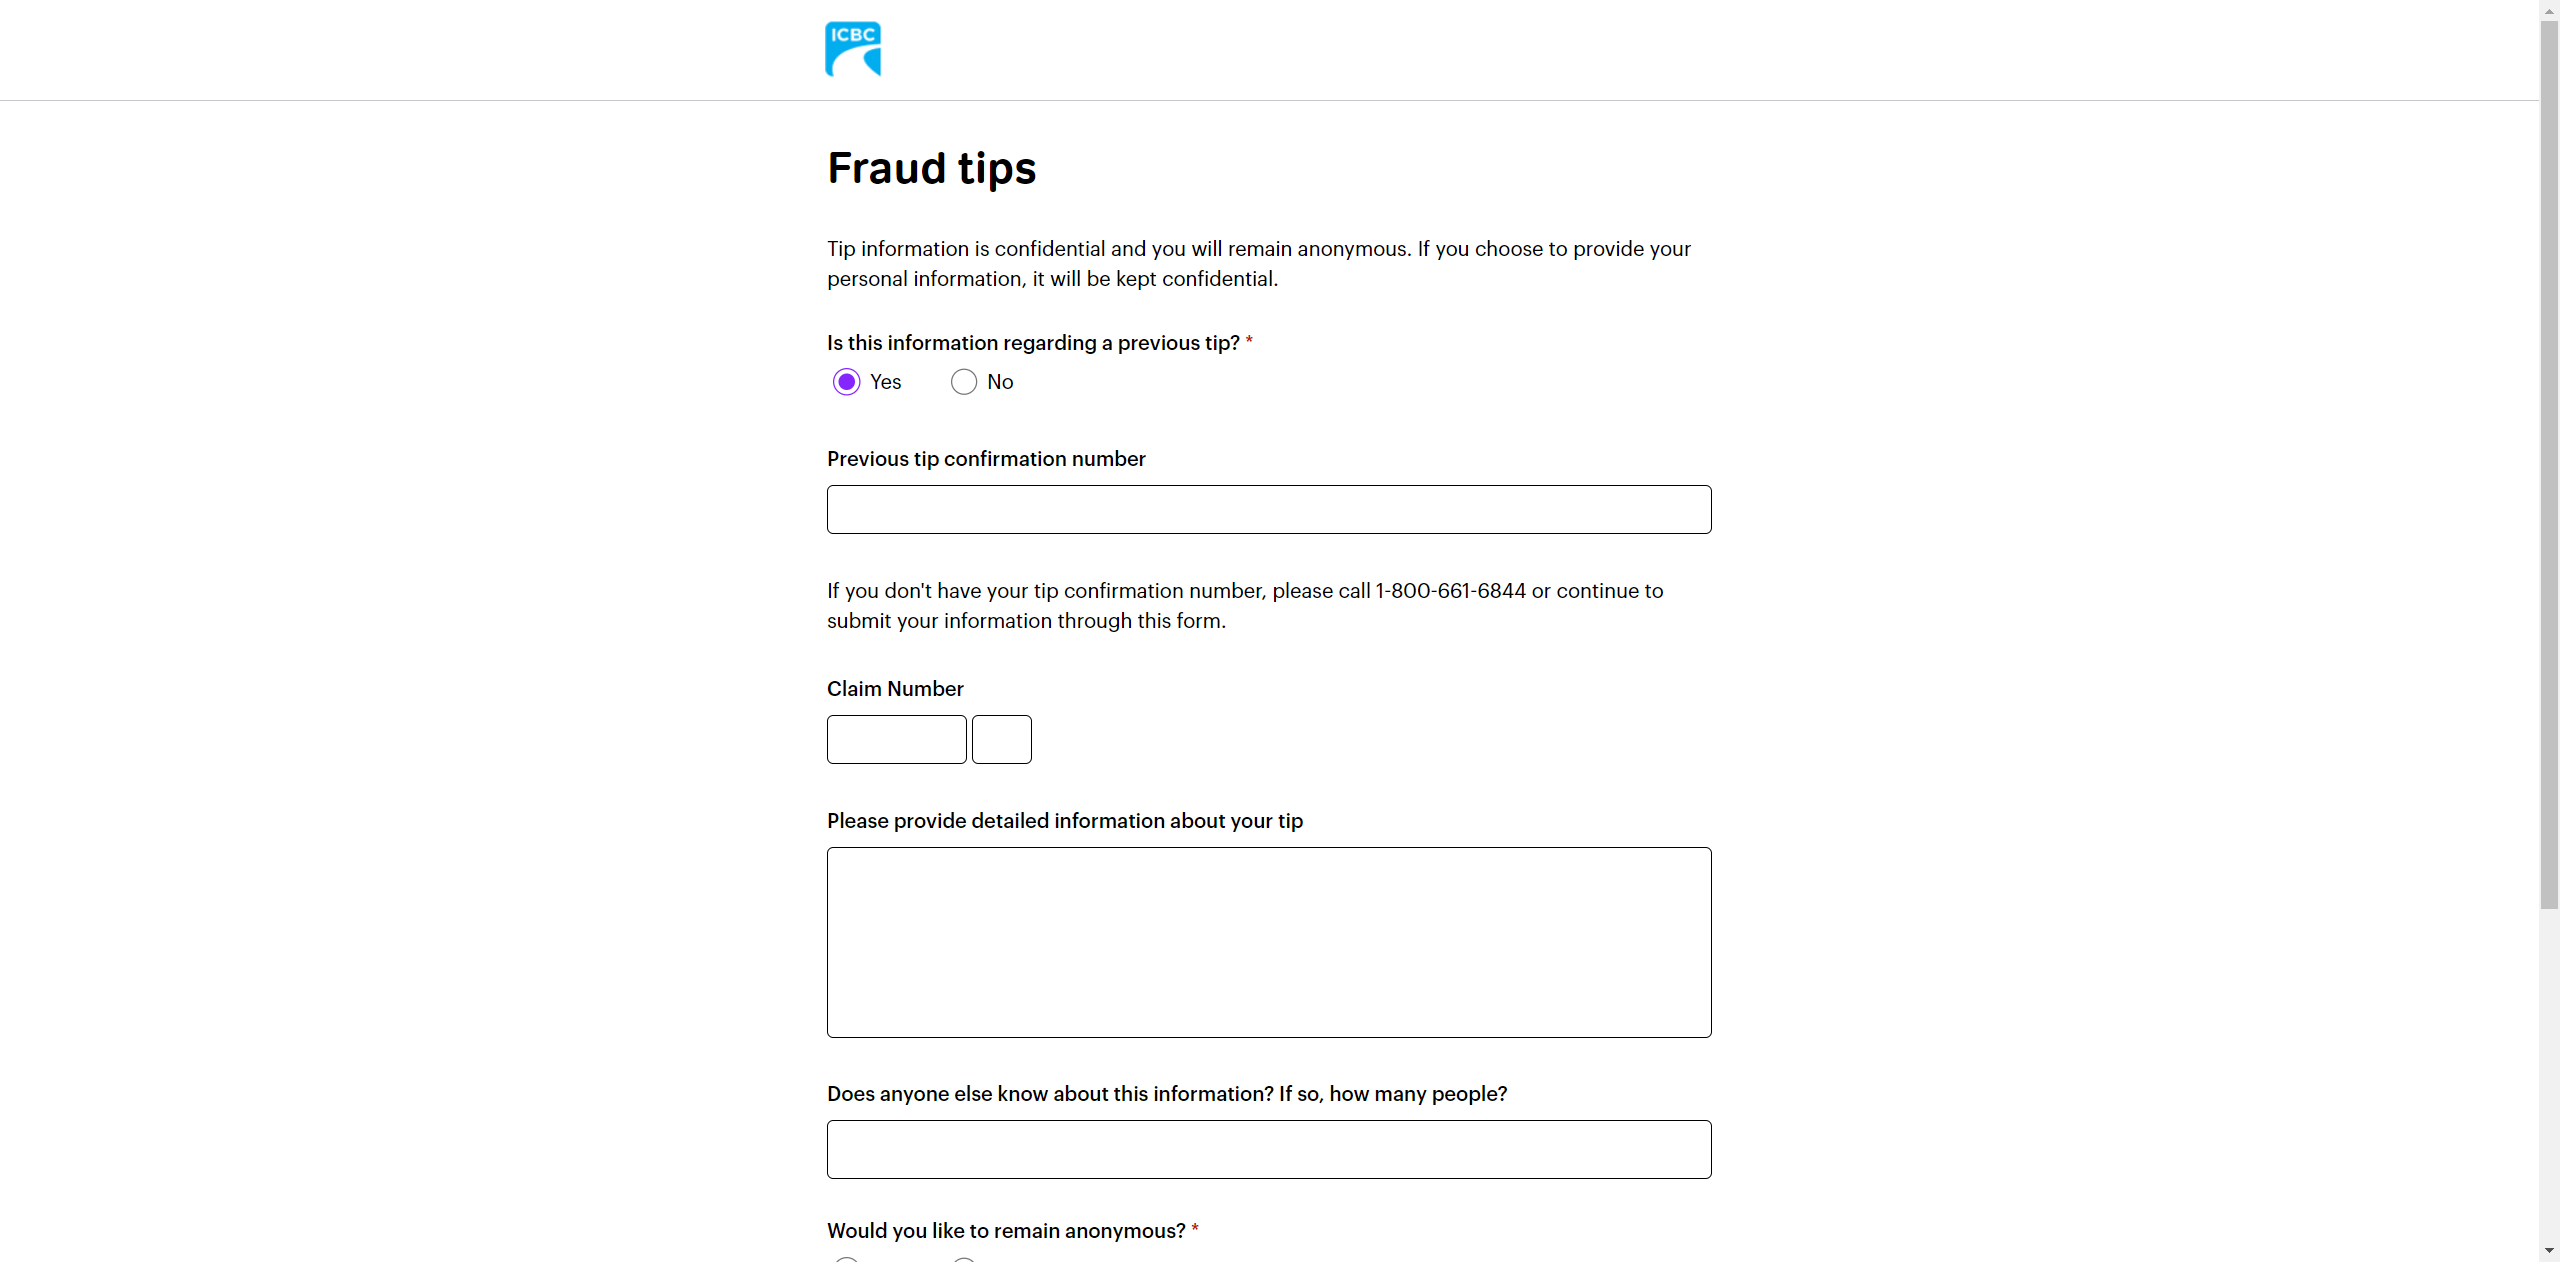 ICBC
Fraud tips
Tip information is confidential and you will remain anonymous. If you choose to provide your
personal information, it will be kept confidential.
Is this information regarding a previous tip? *
Yes No
Previous tip confirmation number
If you don't have your tip confirmation number, please call 1-800-661-6844 or continue to
submit your information through this form.
Claim Number
Please provide detailed information about your tip
Does anyone else know about this information? If so, how many people?
Would you like to remain anonymous? *